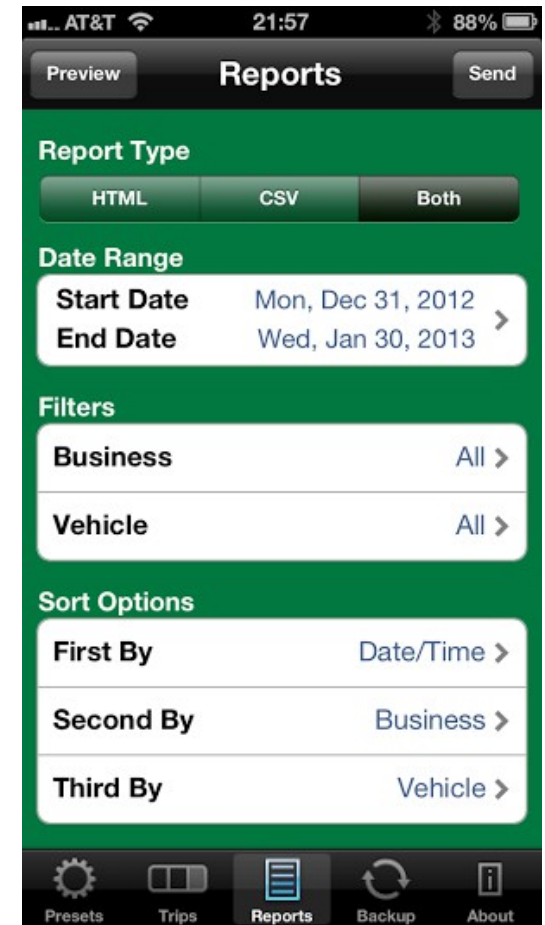 AT&T 21:57 88%
Preview Reports Send
Report Type
HTML CSV Both
Date Range
Start Date Mon, Dec 31, 2012
End Date Wed, Jan 30, 2013
Filters
Business All
Vehicle All
Sort Options
First By Date/Time
Second By Business
Third By Vehicle
Presets Trips Reports Backup About